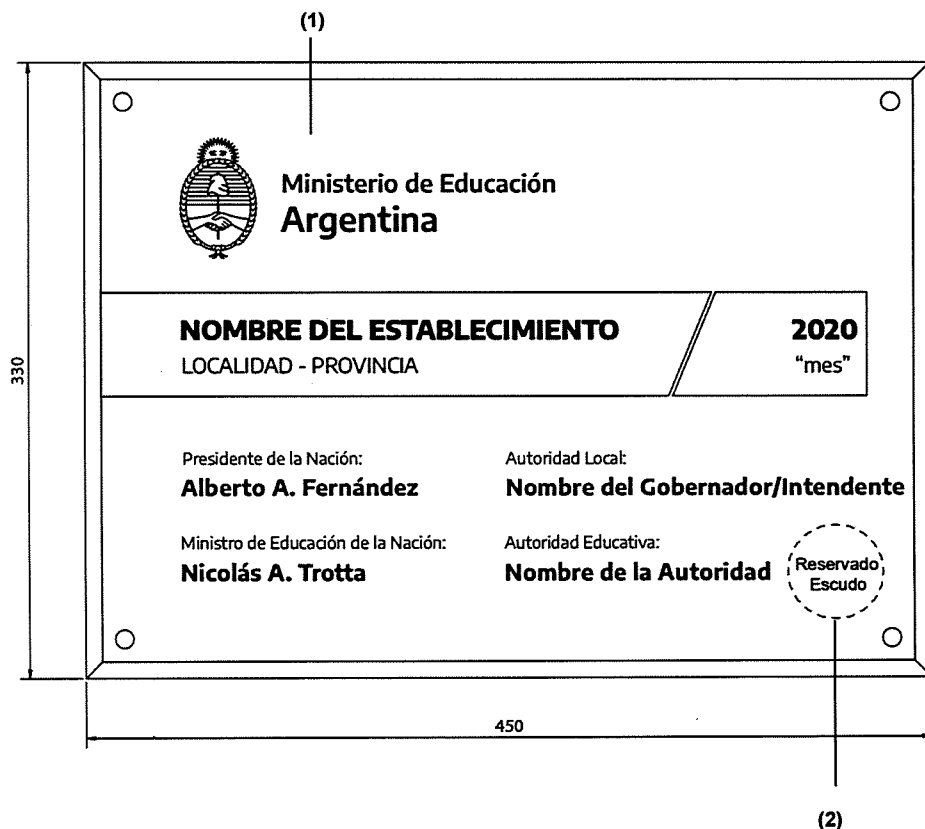 (1)
Ministerio de Educación
Argentina
NOMBRE DEL ESTABLECIMIENTO
LOCALIDAD - PROVINCIA
2020
“mes”
330
Presidente de la Nación:
Alberto A. Fernández
Autoridad Local:
Nombre del Gobernador/Intendente
Ministro de Educación de la Nación:
Nicolás A. Trotta
Autoridad Educativa:
Nombre de la Autoridad
Reservado
Escudo
450
(2)